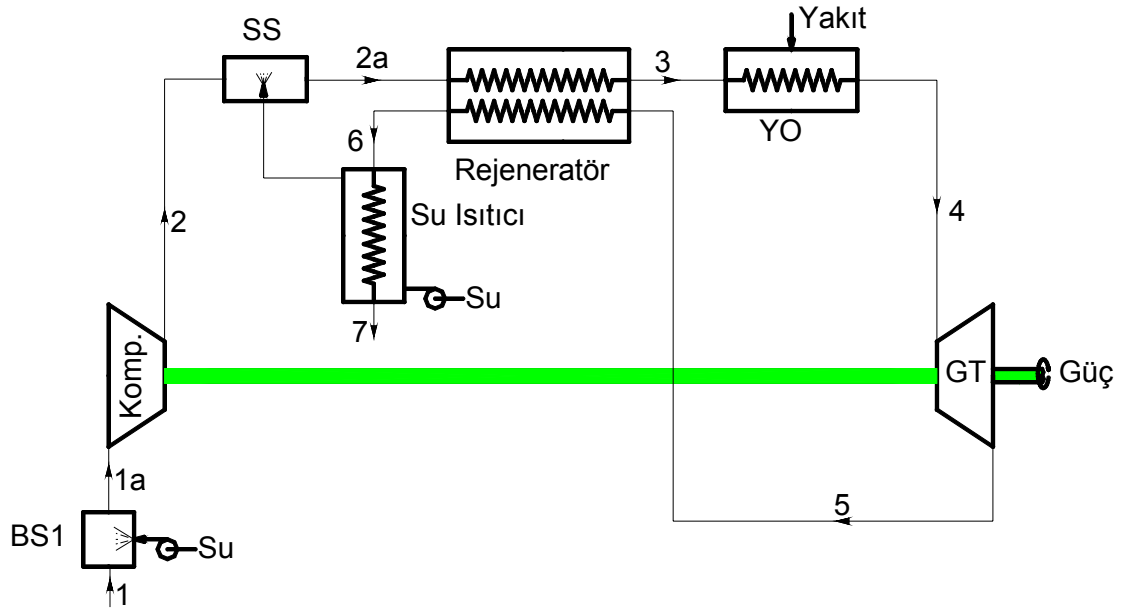 Yakıt
SS
2a
3
YO
6
Rejeneratör
Su Isıtıcı
4
2
Su
7
Komp.
GT
Güç
1a
5
BS1
Su
1